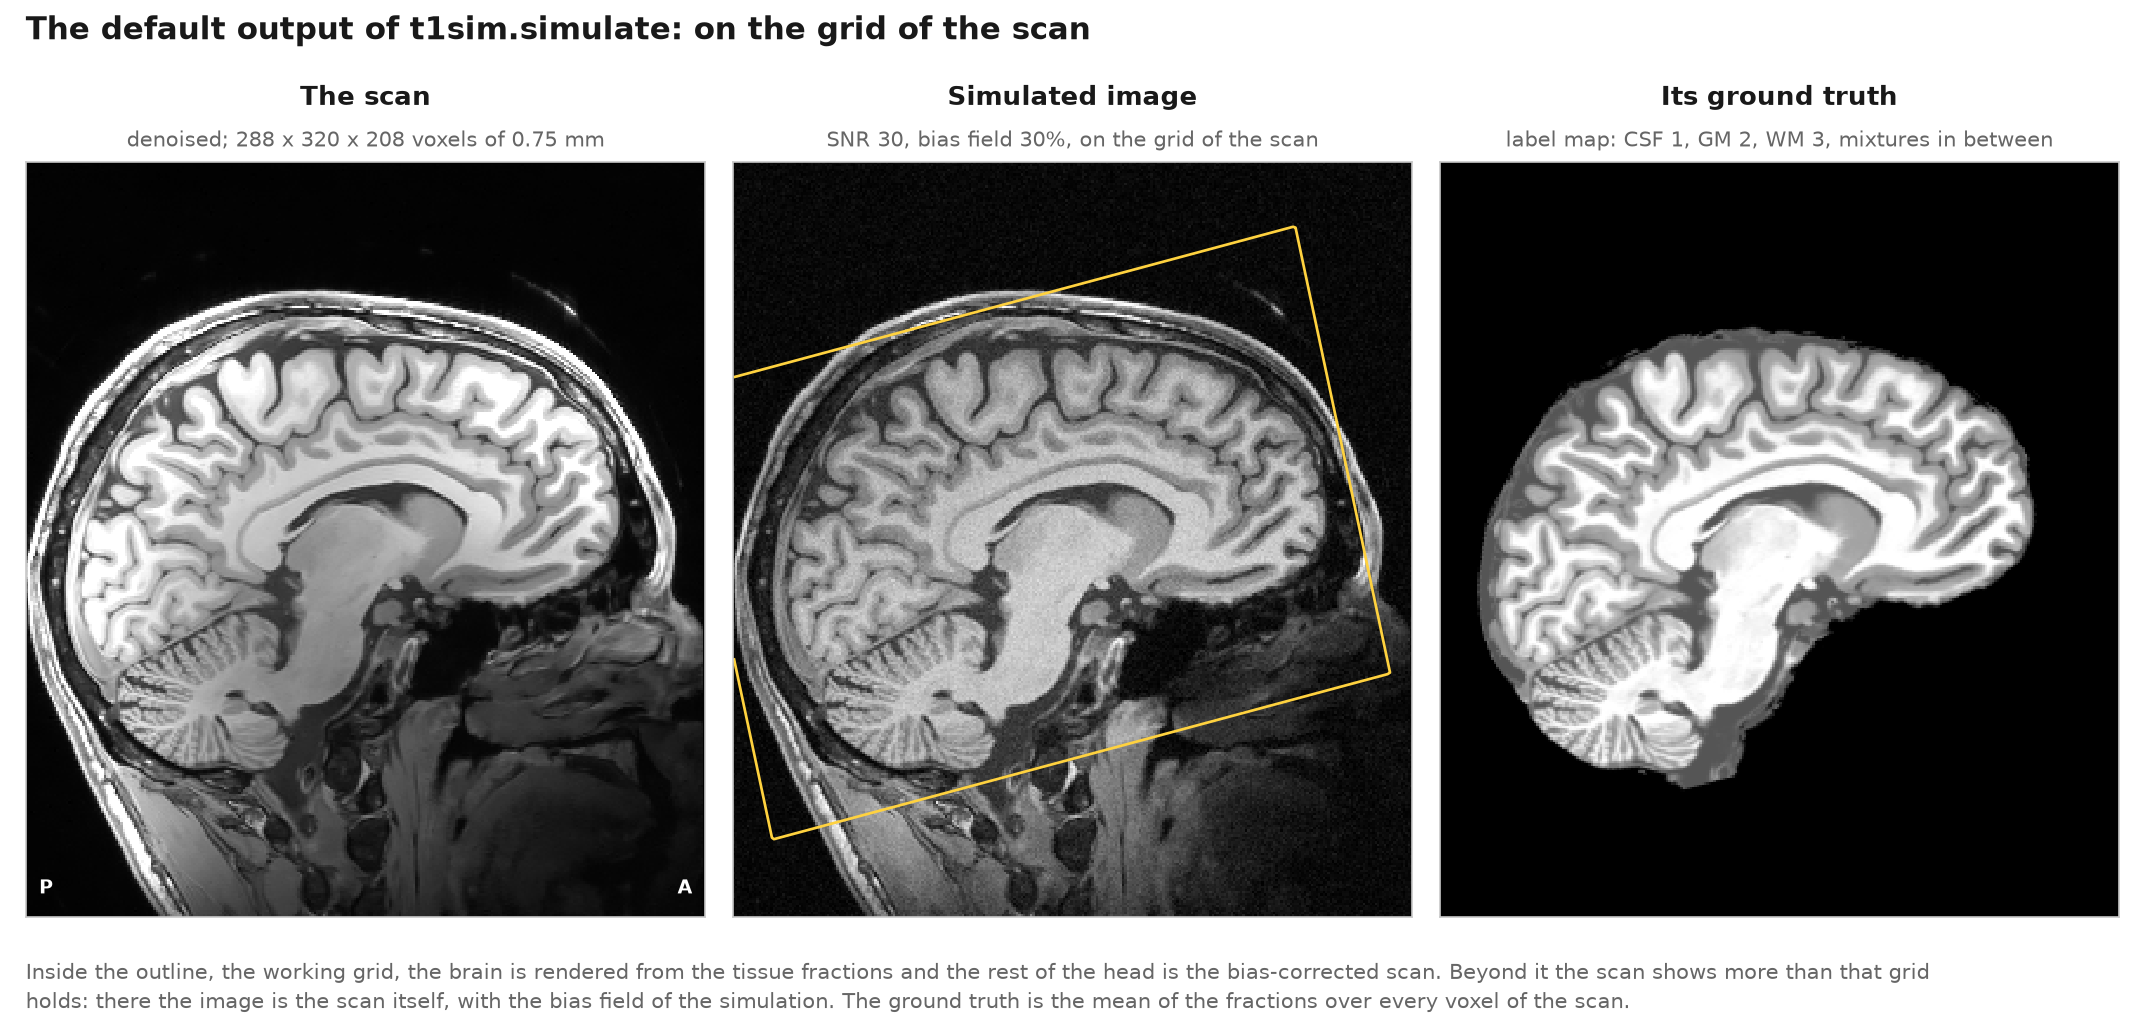 The default output of t1sim.simulate: on the grid of the scan
The scan
denoised; 288 x 320 x 208 voxels of 0.75 mm
Simulated image
SNR 30, bias field 30%, on the grid of the scan
Its ground truth
label map: CSF 1, GM 2, WM 3, mixtures in between
P
A
Inside the outline, the working grid, the brain is rendered from the tissue fractions and the rest of the head is the bias-corrected scan. Beyond it the scan shows more than that grid
holds: there the image is the scan itself, with the bias field of the simulation. The ground truth is the mean of the fractions over every voxel of the scan.